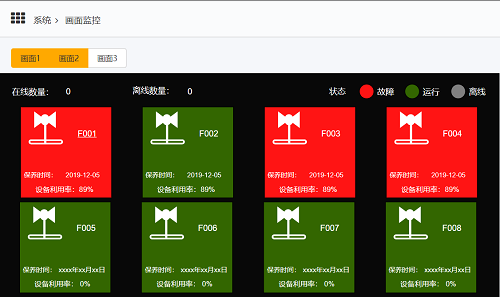 系统 > 画面监控
画面1 画面2 画面3
在线数量： 0 离线数量： 0 状态 故障 运行 离线
F001 F002 F003 F004
保养时间： 2019-12-05 保养时间： 2019-12-05 保养时间： 2019-12-05 保养时间： 2019-12-05
设备利用率：89% 设备利用率：89% 设备利用率：89% 设备利用率：89%
F005 F006 F007 F008
保养时间： xxxx年xx月xx日 保养时间： xxxx年xx月xx日 保养时间： xxxx年xx月xx日 保养时间： xxxx年xx月xx日
设备利用率： 0% 设备利用率： 0% 设备利用率： 0% 设备利用率： 0%